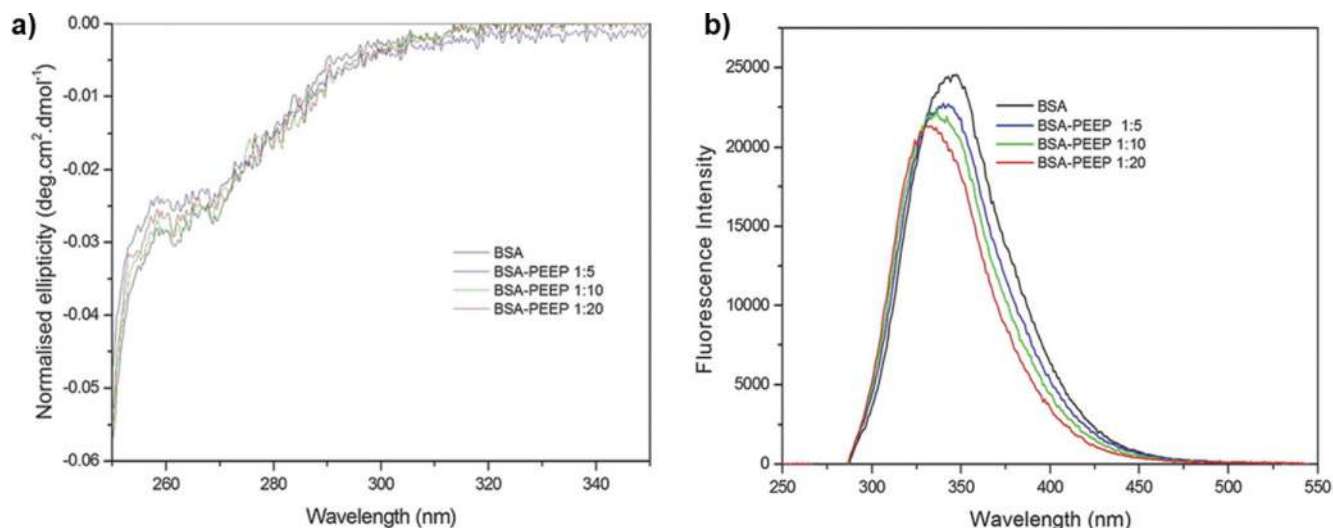 a)
0.00
-0.01
-0.02
-0.03
-0.04
-0.05
-0.06
Normalised ellipticity (deg.cm².dmol⁻¹)
BSA
BSA-PEEP 1:5
BSA-PEEP 1:10
BSA-PEEP 1:20
260 280 300 320 340
Wavelength (nm)
b)
25000
20000
15000
10000
5000
0
Fluorescence Intensity
BSA
BSA-PEEP 1:5
BSA-PEEP 1:10
BSA-PEEP 1:20
250 300 350 400 450 500 550
Wavelength (nm)